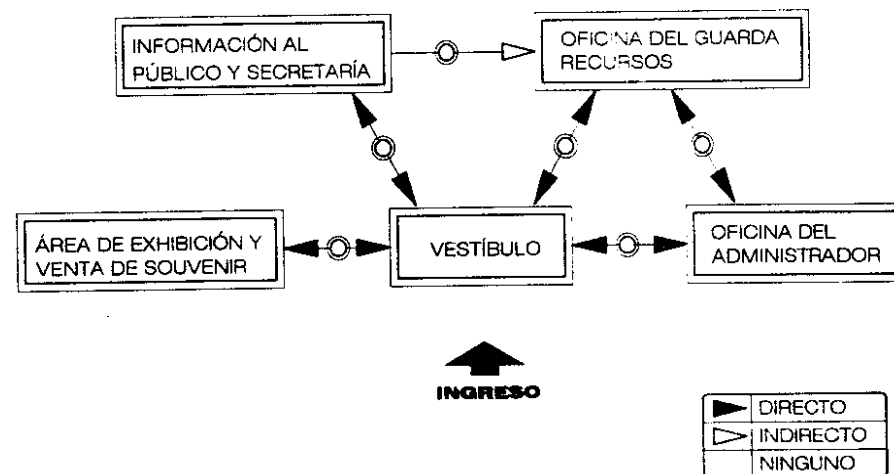 INFORMACIÓN AL
PÚBLICO Y SECRETARÍA
OFICINA DEL GUARDA
RECURSOS
ÁREA DE EXHIBICIÓN Y
VENTA DE SOUVENIR
VESTÍBULO
OFICINA DEL
ADMINISTRADOR
INGRESO
DIRECTO
INDIRECTO
NINGUNO